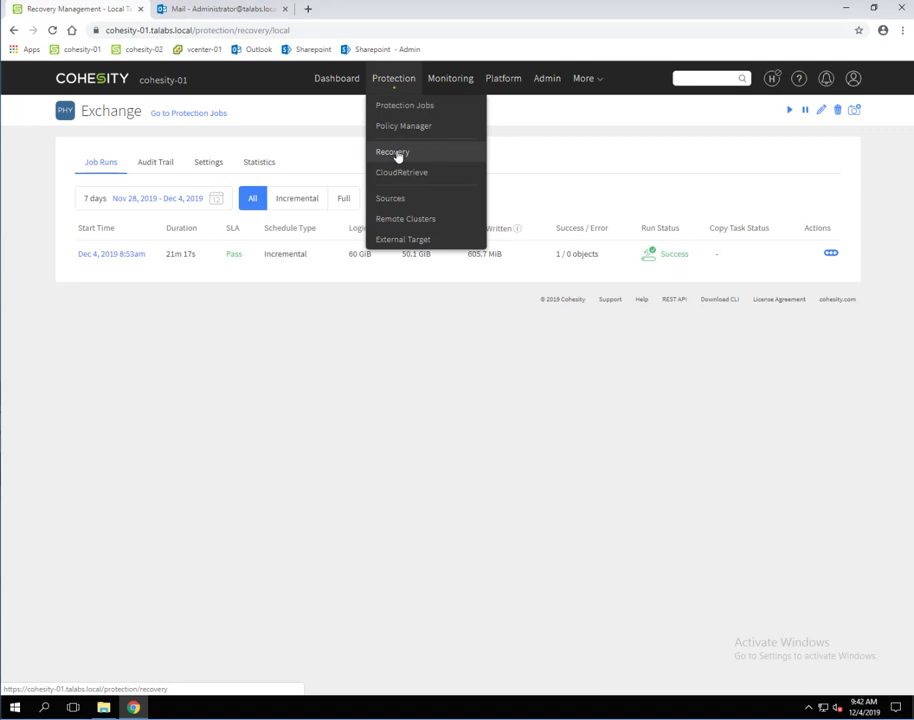 Recovery Management - Local Ta
Mail - Administrator@talabs.loca
cohesity-01.talabs.local/protection/recovery/local
Apps cohesity-01 cohesity-02 vcenter-01 Outlook Sharepoint Sharepoint - Admin
COHESITY cohesity-01 Dashboard Protection Monitoring Platform Admin More
H ?
PHY Exchange Go to Protection Jobs
Protection Jobs
Policy Manager
Recovery
CloudRetrieve
Sources
Remote Clusters
External Target
Job Runs Audit Trail Settings Statistics
7 days Nov 28, 2019 - Dec 4, 2019 12 All Incremental Full
Start Time Duration SLA Schedule Type Logi Written Success / Error Run Status Copy Task Status Actions
Dec 4, 2019 8:53am 21m 17s Pass Incremental 60 GiB 50.1 GiB 605.7 MiB 1 / 0 objects Success -
© 2019 Cohesity Support Help REST API Download CLI License Agreement cohesity.com
Activate Windows
Go to Settings to activate Windows.
https://cohesity-01.talabs.local/protection/recovery
9:42 AM
12/4/2019